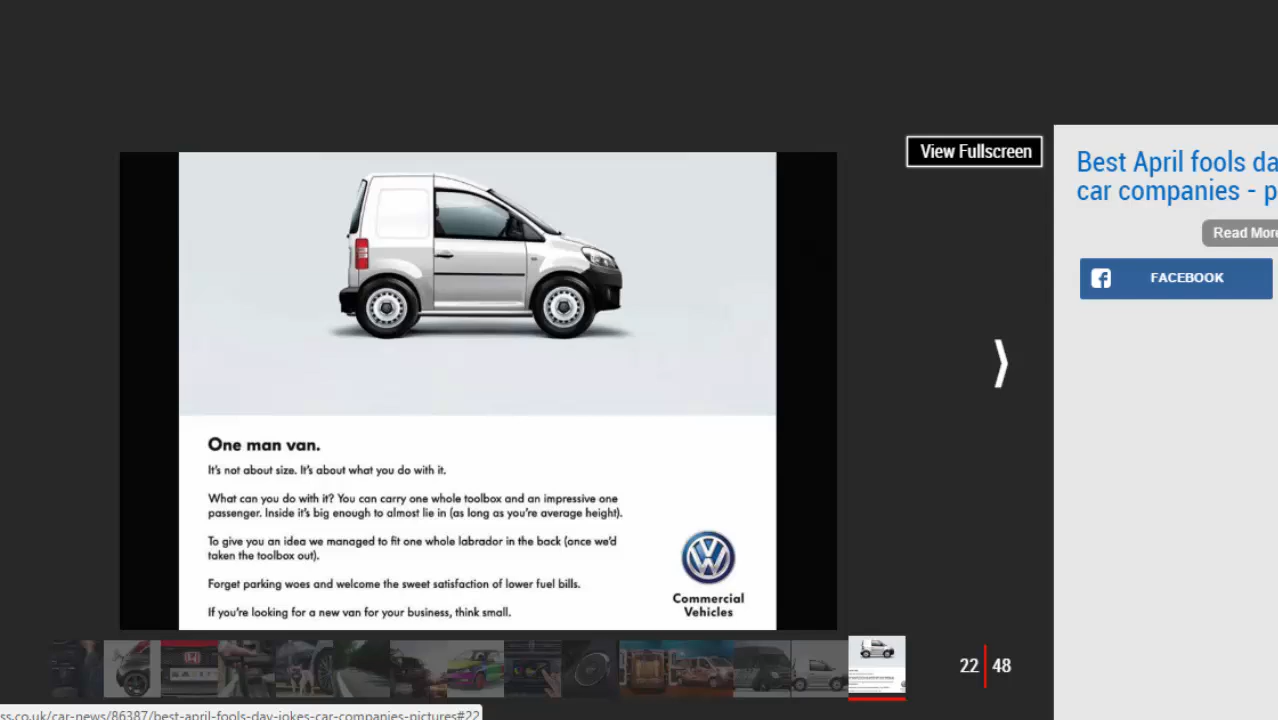 View Fullscreen
Best April fools da
car companies - p
Read More
FACEBOOK
One man van.
It's not about size. It's about what you do with it.
What can you do with it? You can carry one whole toolbox and an impressive one
passenger. Inside it's big enough to almost lie in (as long as you're average height).
To give you an idea we managed to fit one whole labrador in the back (once we'd
taken the toolbox out).
Forget parking woes and welcome the sweet satisfaction of lower fuel bills.
If you're looking for a new van for your business, think small.
Commercial
Vehicles
22 48
ss.co.uk/car-news/86387/best-april-fools-day-jokes-car-companies-pictures#22